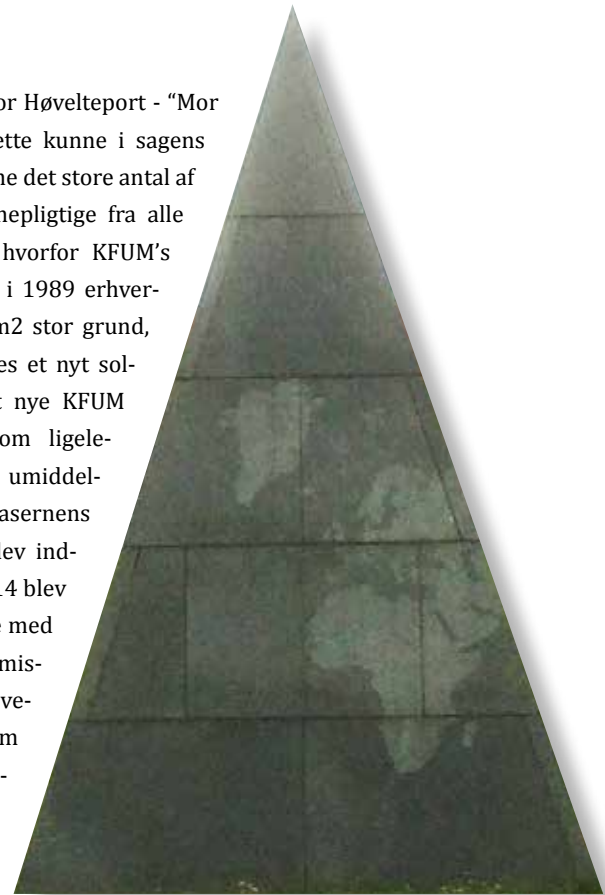 or Høvelteport - “Mor
ette kunne i sagens
ne det store antal af
nepligtige fra alle
hvorfor KFUM’s
i 1989 erhver-
m2 stor grund,
es et nyt sol-
t nye KFUM
om ligele-
umiddel-
asernens
lev ind-
14 blev
e med
mis-
ve-
m
-